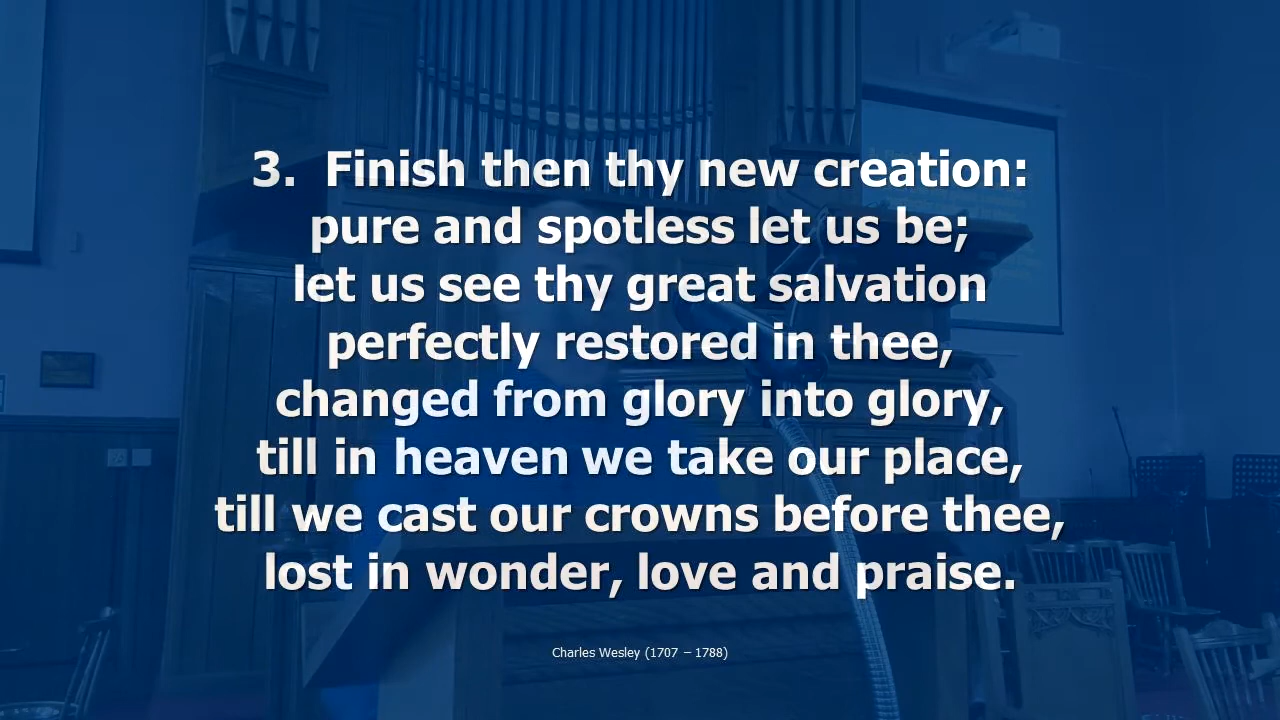 3. Finish then thy new creation:
pure and spotless let us be;
let us see thy great salvation
perfectly restored in thee,
changed from glory into glory,
till in heaven we take our place,
till we cast our crowns before thee,
lost in wonder, love and praise.
Charles Wesley (1707 – 1788)